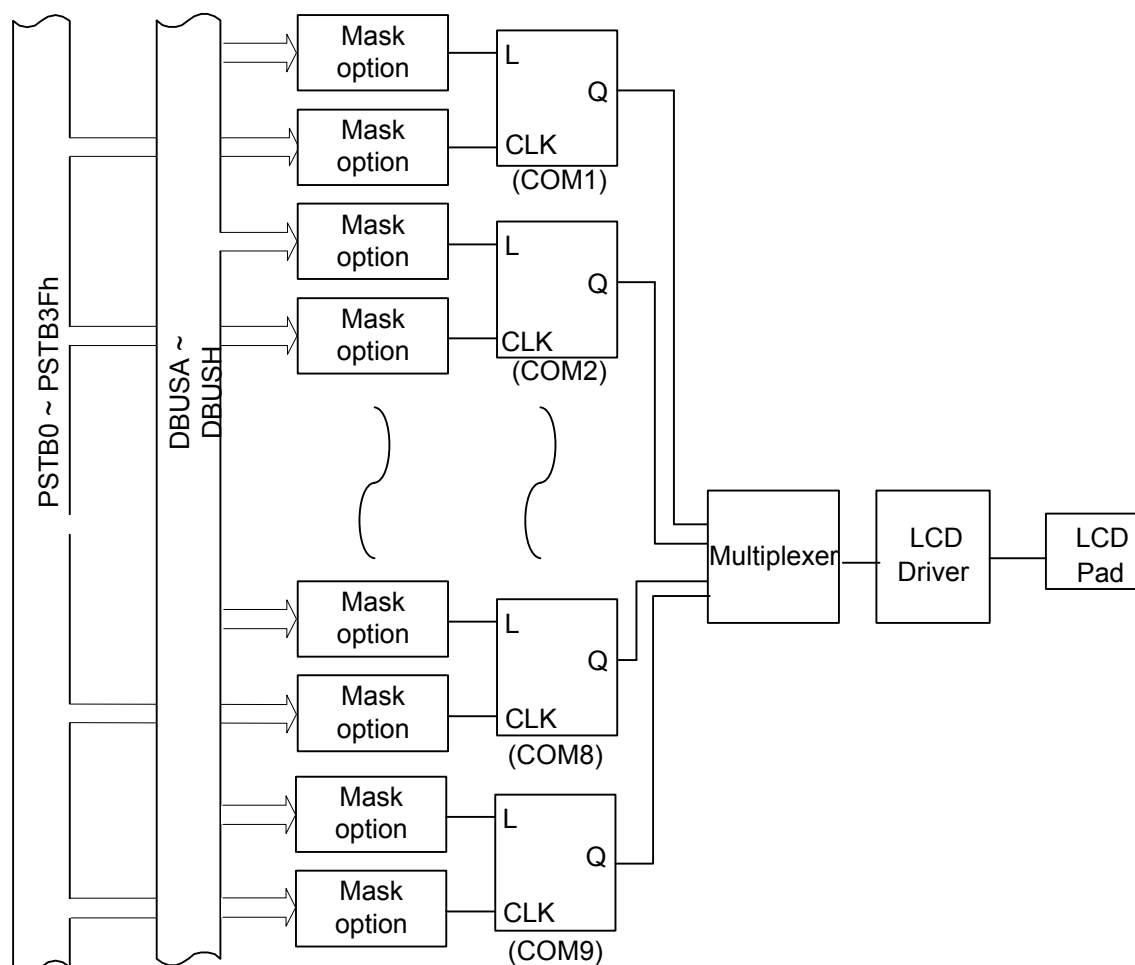 PSTB0 ~ PSTB3Fh
DBUSA ~
DBUSH
Mask
option
Mask
option
L
Q
CLK
(COM1)
Mask
option
Mask
option
L
Q
CLK
(COM2)
Mask
option
Mask
option
L
Q
CLK
(COM8)
Mask
option
Mask
option
L
Q
CLK
(COM9)
Multiplexer
LCD
Driver
LCD
Pad